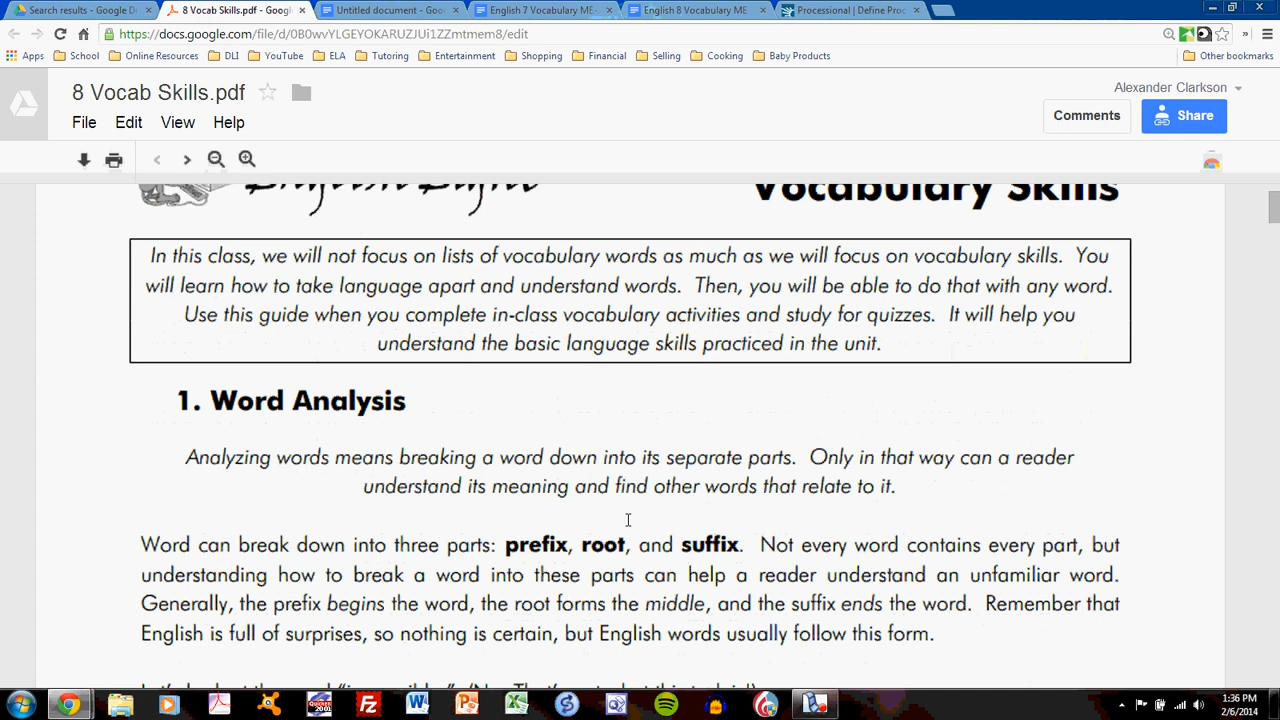 Search results - Google D
8 Vocab Skills.pdf - Googl
Untitled document - Goo
English 7 Vocabulary ME-
English 8 Vocabulary ME
Processional | Define Proc
https://docs.google.com/file/d/0B0wvYLGEYOKARUZJUi1ZZmtmem8/edit
Apps
School
Online Resources
DLI
YouTube
ELA
Tutoring
Entertainment
Shopping
Financial
Selling
Cooking
Baby Products
Other bookmarks
8 Vocab Skills.pdf
Alexander Clarkson
File Edit View Help
Comments
Share
English Eight
Vocabulary Skills
In this class, we will not focus on lists of vocabulary words as much as we will focus on vocabulary skills. You
will learn how to take language apart and understand words. Then, you will be able to do that with any word.
Use this guide when you complete in-class vocabulary activities and study for quizzes. It will help you
understand the basic language skills practiced in the unit.
1. Word Analysis
Analyzing words means breaking a word down into its separate parts. Only in that way can a reader
understand its meaning and find other words that relate to it.
Word can break down into three parts: prefix, root, and suffix. Not every word contains every part, but
understanding how to break a word into these parts can help a reader understand an unfamiliar word.
Generally, the prefix begins the word, the root forms the middle, and the suffix ends the word. Remember that
English is full of surprises, so nothing is certain, but English words usually follow this form.
1:36 PM
2/6/2014